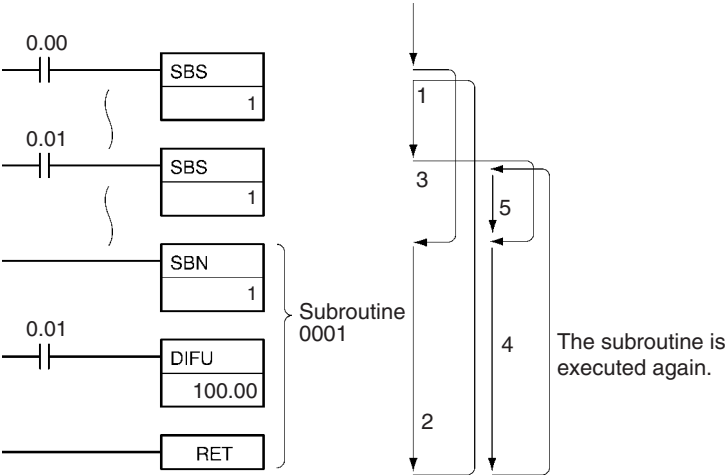 0.00
SBS
1
0.01
SBS
1
SBN
1
0.01
DIFU
100.00
RET
Subroutine
0001
1
3
5
4
2
The subroutine is
executed again.